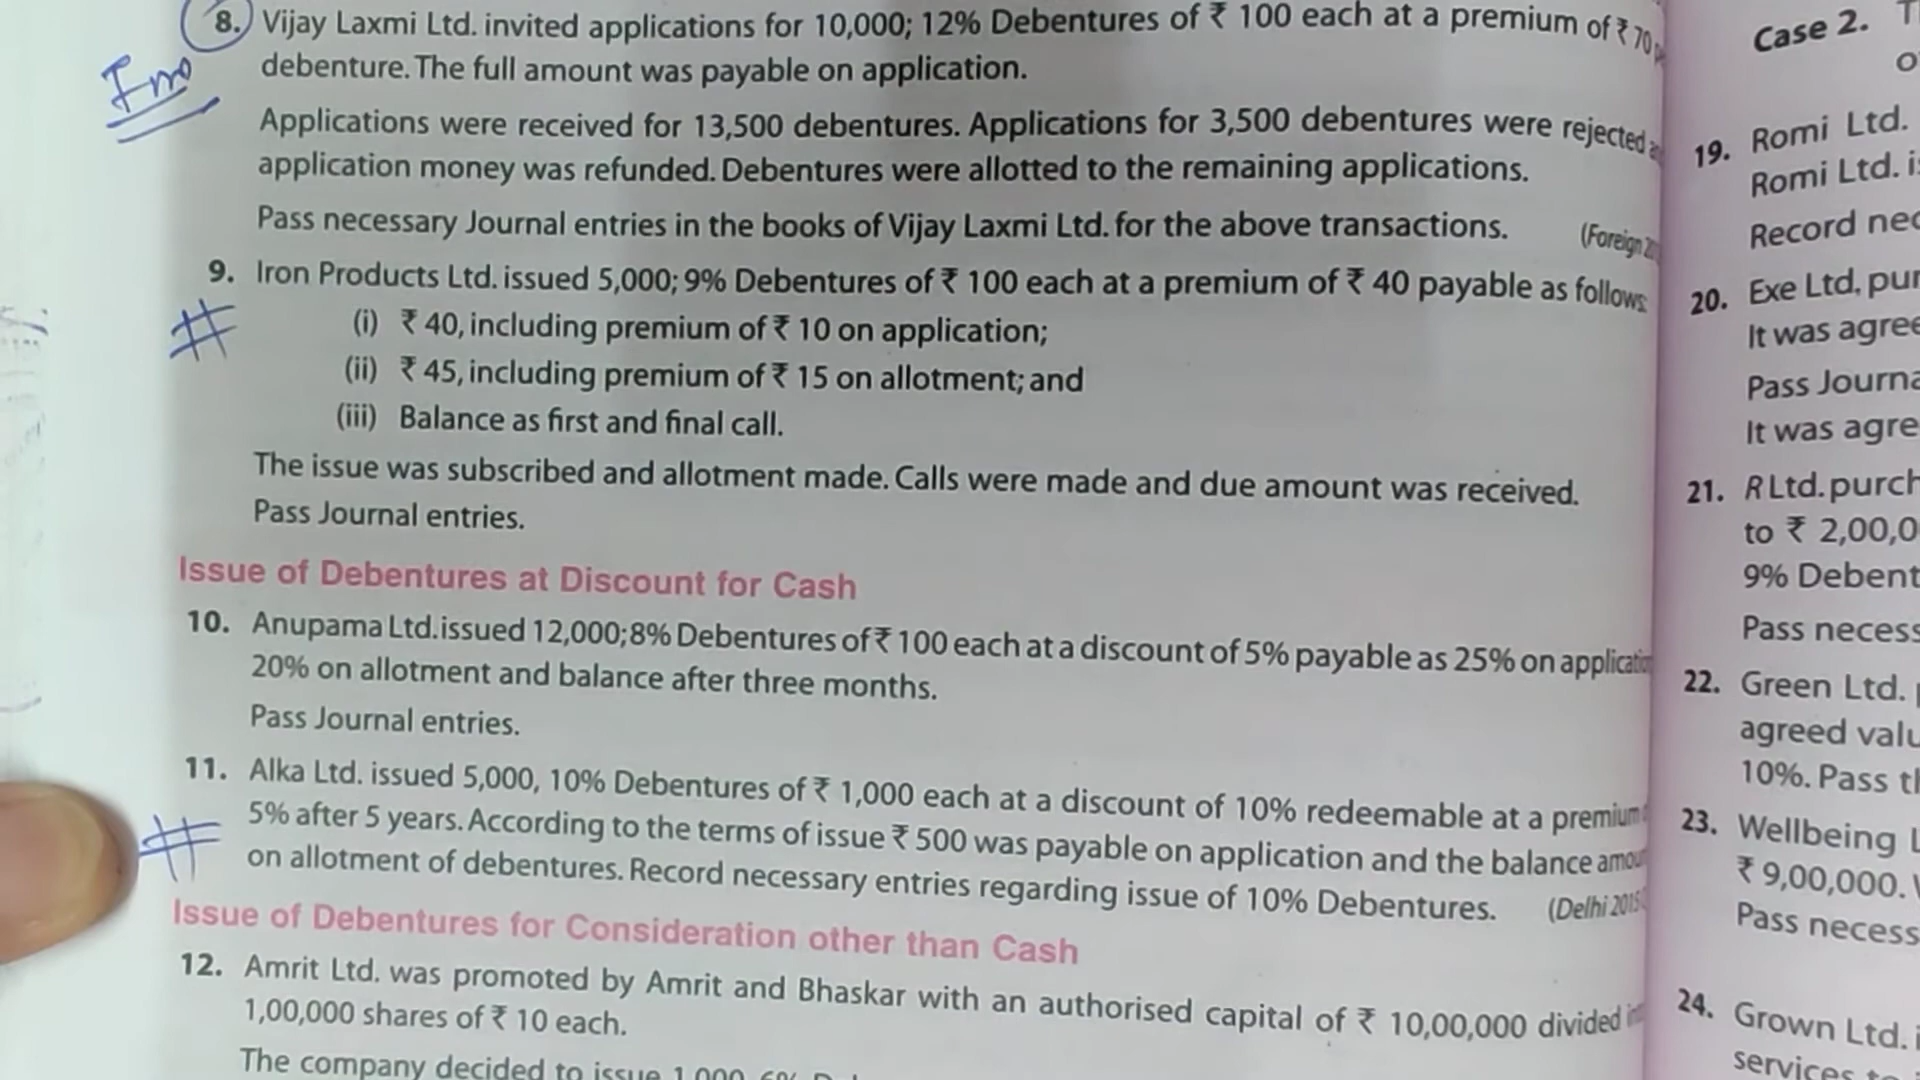 8. Vijay Laxmi Ltd. invited applications for 10,000; 12% Debentures of ₹ 100 each at a premium of ₹ 70
Imp
debenture. The full amount was payable on application.
Applications were received for 13,500 debentures. Applications for 3,500 debentures were rejected
application money was refunded. Debentures were allotted to the remaining applications.
Pass necessary Journal entries in the books of Vijay Laxmi Ltd. for the above transactions. (Foreign
9. Iron Products Ltd. issued 5,000; 9% Debentures of ₹ 100 each at a premium of ₹ 40 payable as follows:
#
(i) ₹ 40, including premium of ₹ 10 on application;
(ii) ₹ 45, including premium of ₹ 15 on allotment; and
(iii) Balance as first and final call.
The issue was subscribed and allotment made. Calls were made and due amount was received.
Pass Journal entries.
Issue of Debentures at Discount for Cash
10. Anupama Ltd. issued 12,000; 8% Debentures of ₹ 100 each at a discount of 5% payable as 25% on
20% on allotment and balance after three months.
Pass Journal entries.
11. Alka Ltd. issued 5,000, 10% Debentures of ₹ 1,000 each at a discount of 10% redeemable at a premium
5% after 5 years. According to the terms of issue ₹ 500 was payable on application and the balance
#
on allotment of debentures. Record necessary entries regarding issue of 10% Debentures. (Delhi 2015
Issue of Debentures for Consideration other than Cash
12. Amrit Ltd. was promoted by Amrit and Bhaskar with an authorised capital of ₹ 10,00,000 divided
1,00,000 shares of ₹ 10 each.
The company decided to issue 1,000, 6%
Case 2.
19. Romi Ltd.
Romi Ltd.
Record
20. Exe Ltd.
It was
Pass
It was
21. R Ltd.
to ₹ 2,00,0
9%
Pass
22. Green Ltd.
agreed
10%. Pass
23. Wellbeing
₹ 9,00,000.
Pass
24. Grown Ltd.
services